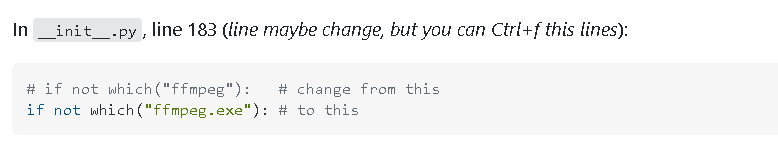 In __init__.py, line 183 (line maybe change, but you can Ctrl+f this lines):
# if not which("ffmpeg"):   # change from this
if not which("ffmpeg.exe"): # to this